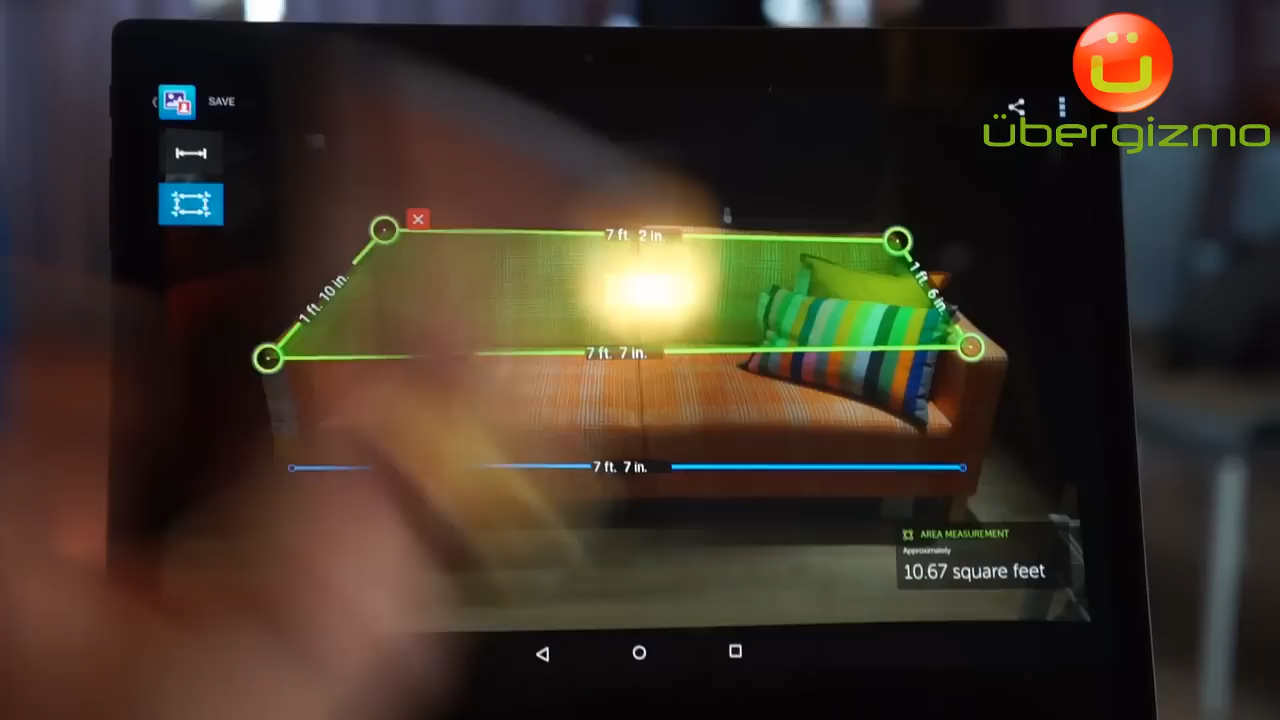 übergizmo
SAVE
7 ft. 2 in.
1 ft. 10 in.
1 ft. 6 in.
7 ft. 7 in.
7 ft. 7 in.
AREA MEASUREMENT
Approximately
10.67 square feet